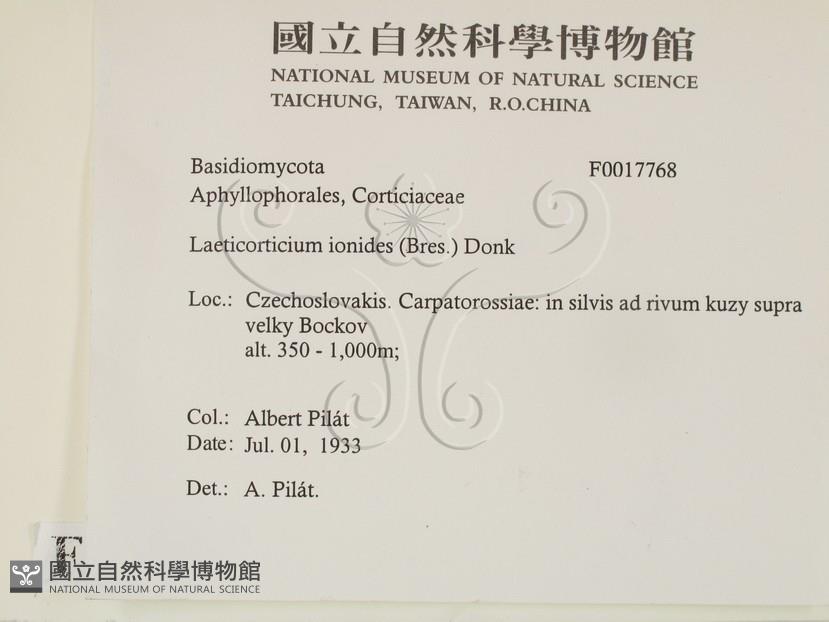 國立自然科學博物館
NATIONAL MUSEUM OF NATURAL SCIENCE
TAICHUNG, TAIWAN, R.O.CHINA
Basidiomycota F0017768
Aphyllophorales, Corticiaceae
Laeticorticium ionides (Bres.) Donk
Loc.: Czechoslovakis. Carpatorossiae: in silvis ad rivum kuzy supra
velky Bockov
alt. 350 - 1,000m;
Col.: Albert Pilát
Date: Jul. 01, 1933
Det.: A. Pilát.
F
國立自然科學博物館
NATIONAL MUSEUM OF NATURAL SCIENCE